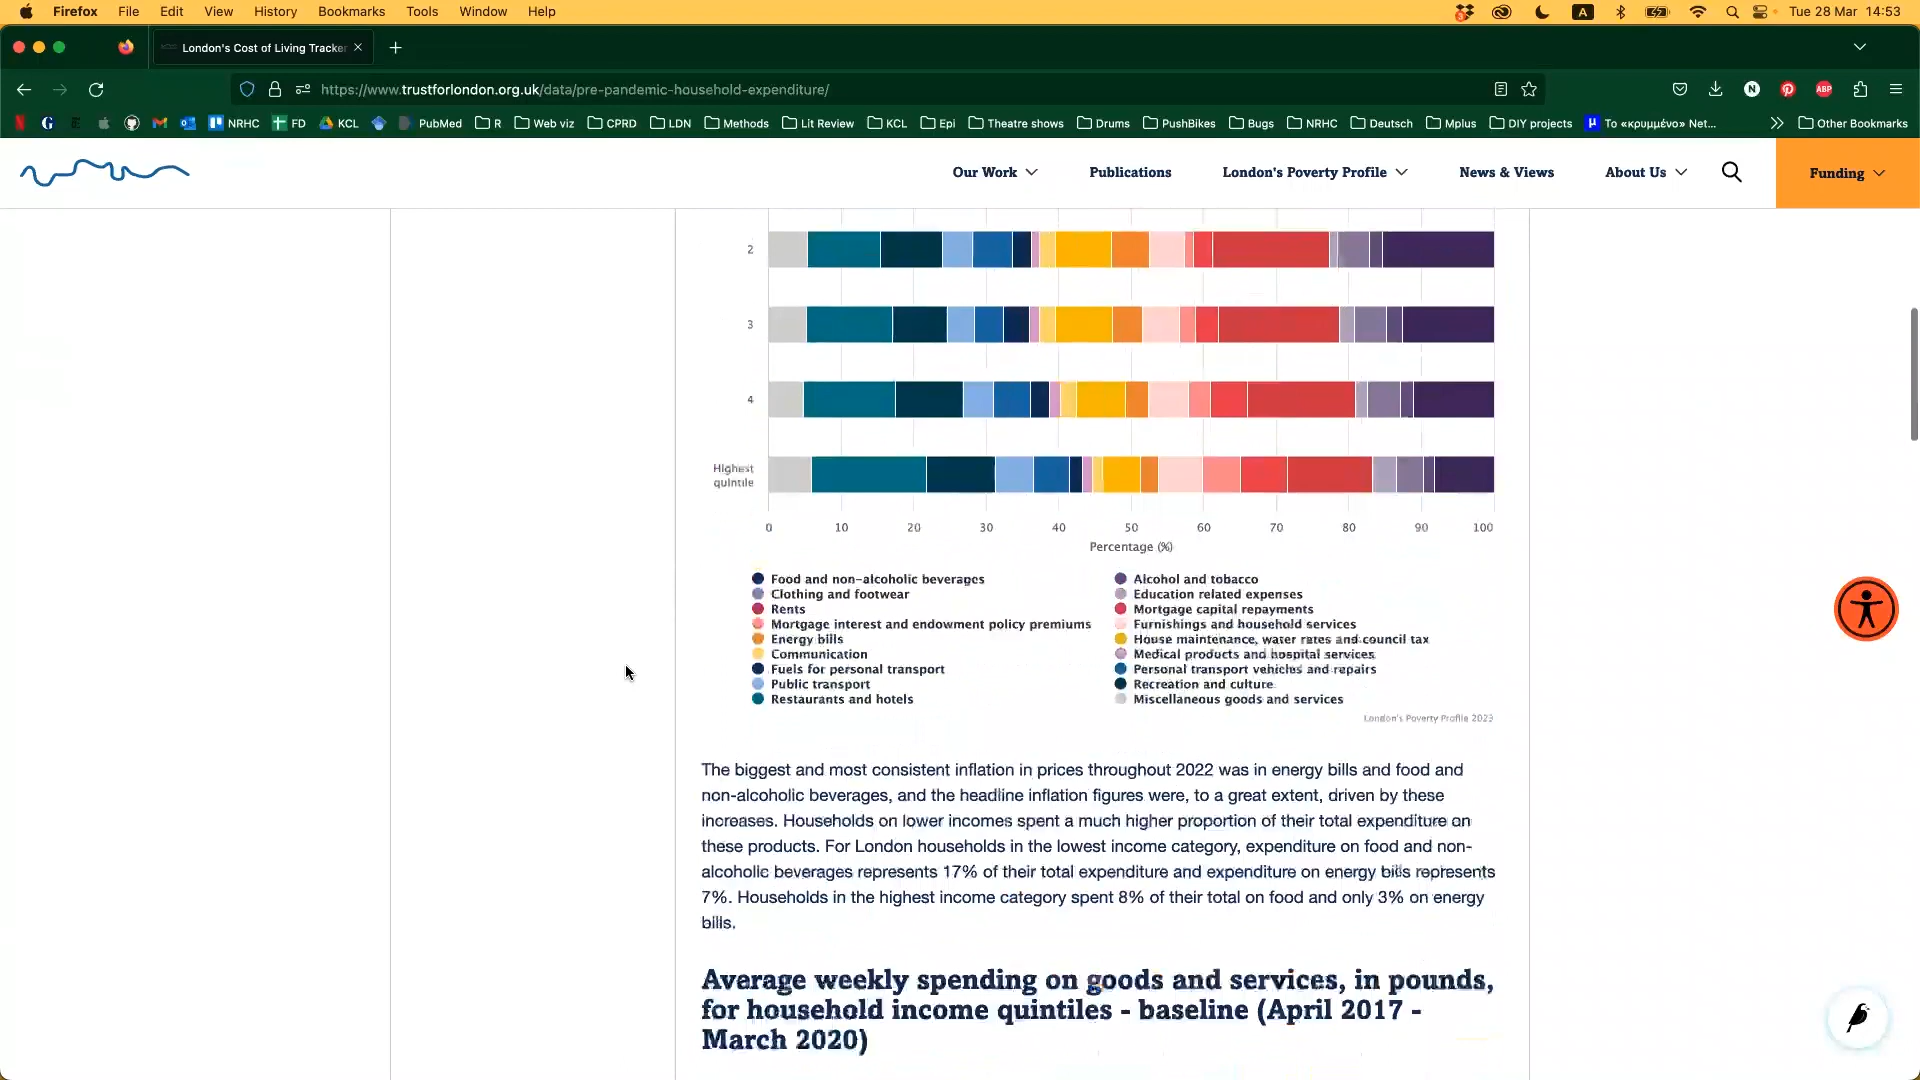 Firefox File Edit View History Bookmarks Tools Window Help A Tue 28 Mar 14:53
London's Cost of Living Tracker
https://www.trustforlondon.org.uk/data/pre-pandemic-household-expenditure/
N ABP
G NRHC FD KCL PubMed R Web viz CPRD LDN Methods Lit Review KCL Epi Theatre shows Drums PushBikes Bugs NRHC Deutsch Mplus DIY projects μ Το «κρυμμένο» Net... Other Bookmarks
Our Work Publications London's Poverty Profile News & Views About Us Funding
2
3
4
Highest
quintile
0 10 20 30 40 50 60 70 80 90 100
Percentage (%)
Food and non-alcoholic beverages Alcohol and tobacco
Clothing and footwear Education related expenses
Rents Mortgage capital repayments
Mortgage interest and endowment policy premiums Furnishings and household services
Energy bills House maintenance, water rates and council tax
Communication Medical products and hospital services
Fuels for personal transport Personal transport vehicles and repairs
Public transport Recreation and culture
Restaurants and hotels Miscellaneous goods and services
London's Poverty Profile 2023
The biggest and most consistent inflation in prices throughout 2022 was in energy bills and food and
non-alcoholic beverages, and the headline inflation figures were, to a great extent, driven by these
increases. Households on lower incomes spent a much higher proportion of their total expenditure on
these products. For London households in the lowest income category, expenditure on food and non-
alcoholic beverages represents 17% of their total expenditure and expenditure on energy bills represents
7%. Households in the highest income category spent 8% of their total on food and only 3% on energy
bills.
Average weekly spending on goods and services, in pounds,
for household income quintiles - baseline (April 2017 -
March 2020)